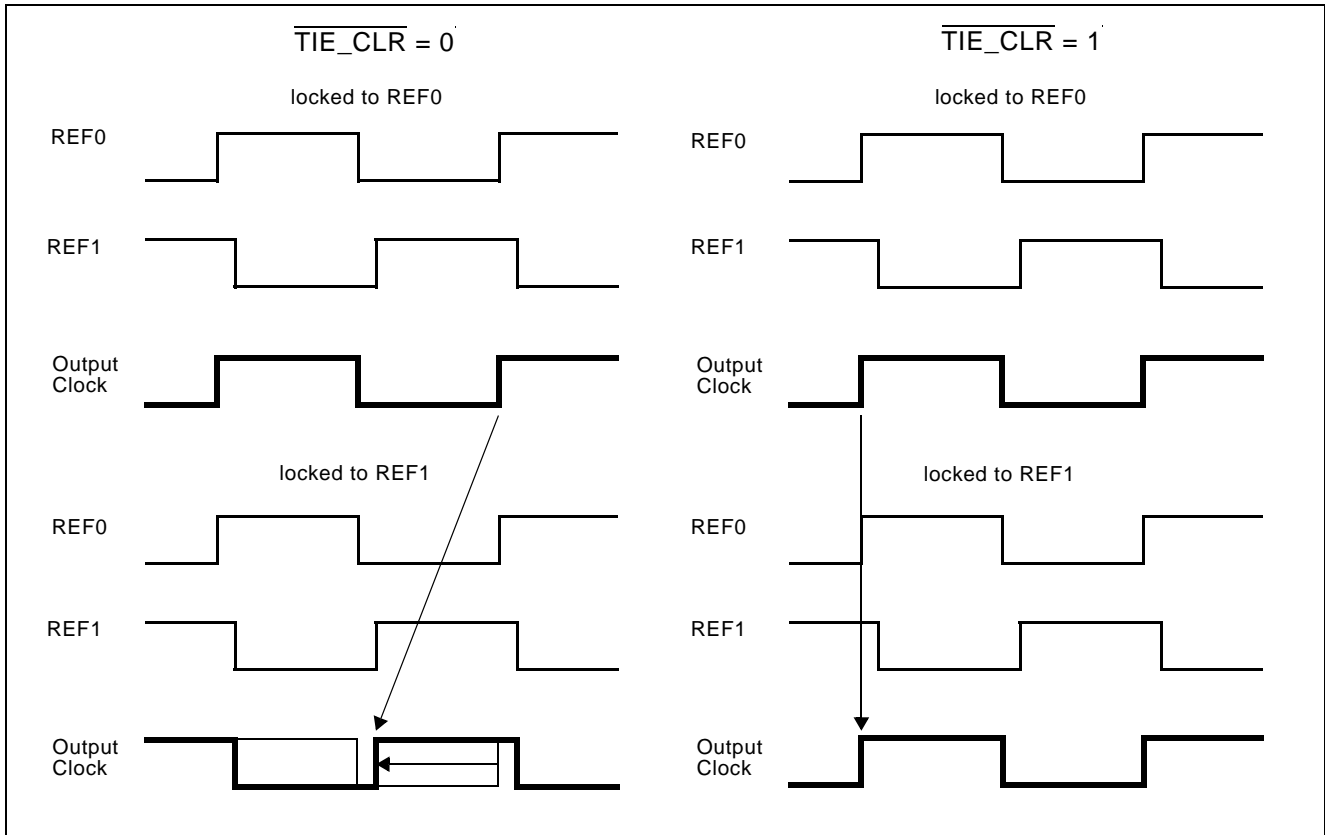 TIE_CLR = 0
locked to REF0
REF0
REF1
Output
Clock
locked to REF1
REF0
REF1
Output
Clock
TIE_CLR = 1
locked to REF0
REF0
REF1
Output
Clock
locked to REF1
REF0
REF1
Output
Clock